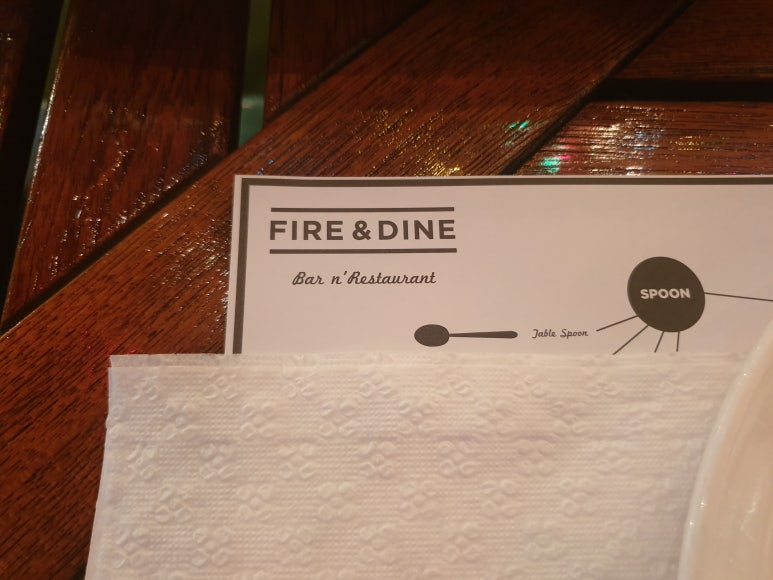 FIRE & DINE
Bar n' Restaurant
SPOON
Table Spoon